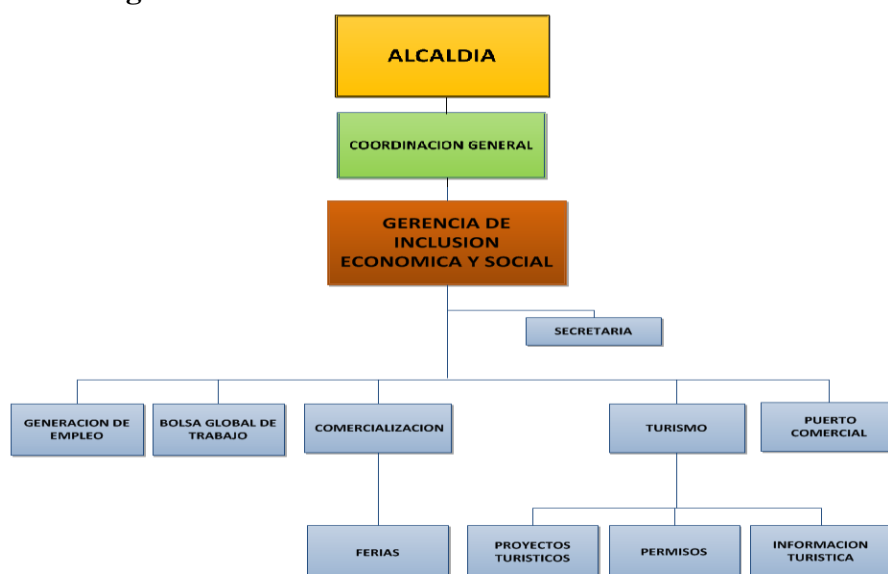 ALCALDIA
COORDINACION GENERAL
GERENCIA DE
INCLUSION
ECONOMICA Y SOCIAL
SECRETARIA
GENERACION DE
EMPLEO
BOLSA GLOBAL DE
TRABAJO
COMERCIALIZACION
TURISMO
PUERTO
COMERCIAL
FERIAS
PROYECTOS
TURISTICOS
PERMISOS
INFORMACION
TURISTICA